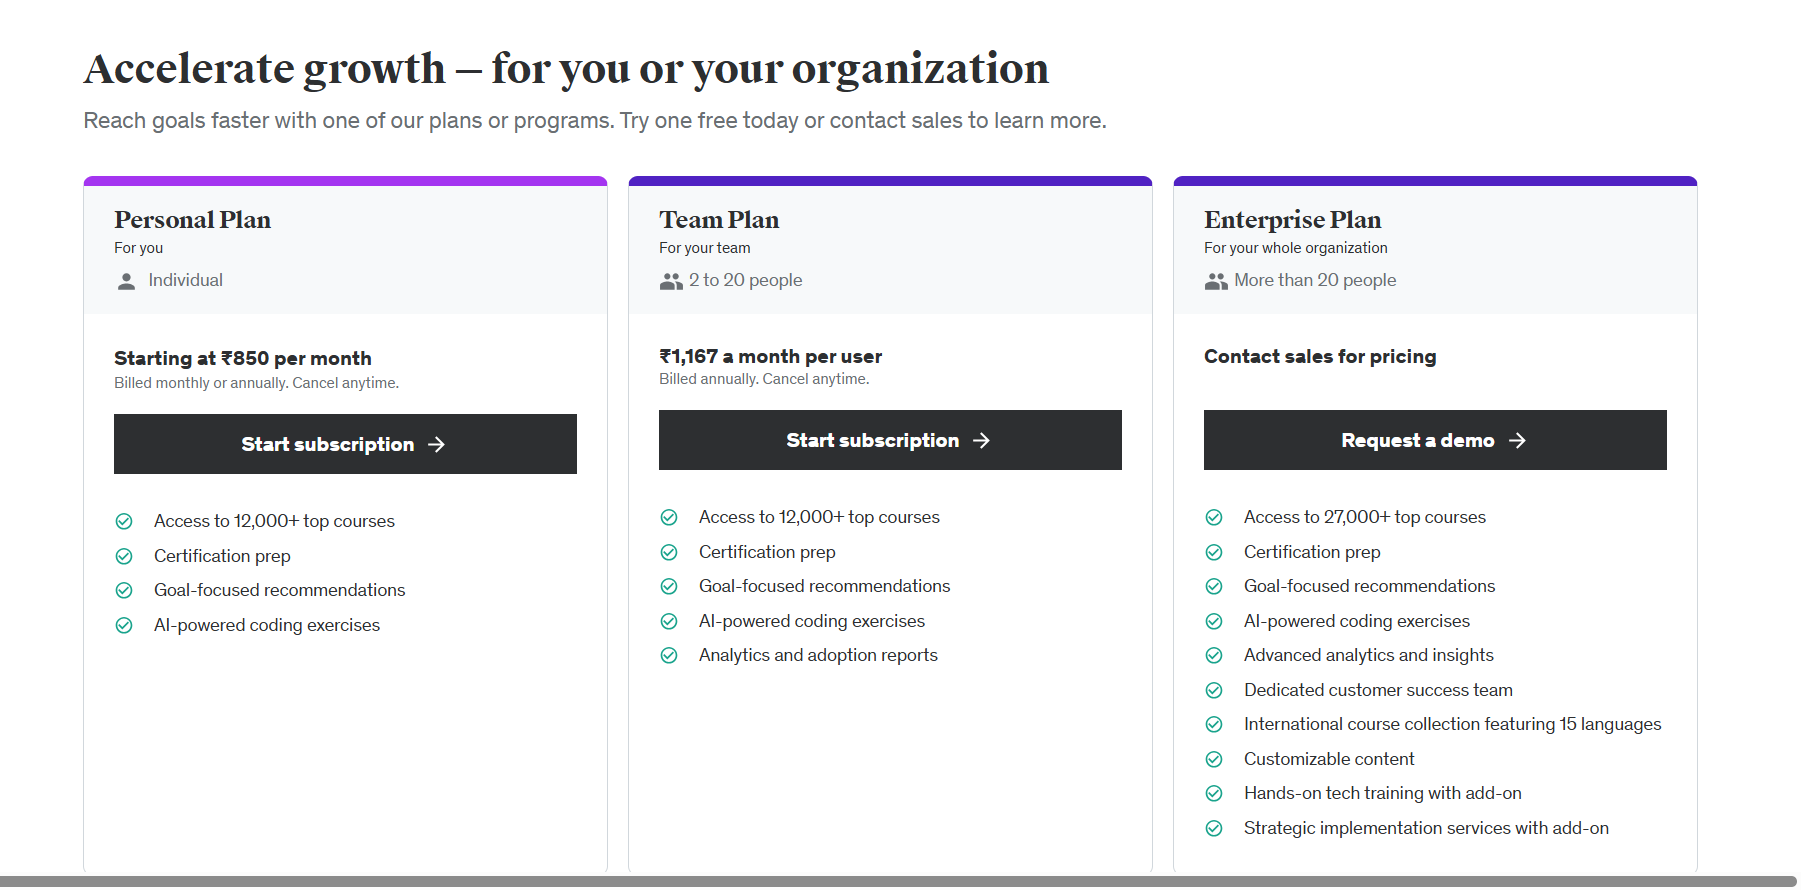 Accelerate growth – for you or your organization
Reach goals faster with one of our plans or programs. Try one free today or contact sales to learn more.
Personal Plan
For you
Individual
Starting at ₹850 per month
Billed monthly or annually. Cancel anytime.
Start subscription →
Access to 12,000+ top courses
Certification prep
Goal-focused recommendations
AI-powered coding exercises
Team Plan
For your team
2 to 20 people
₹1,167 a month per user
Billed annually. Cancel anytime.
Start subscription →
Access to 12,000+ top courses
Certification prep
Goal-focused recommendations
AI-powered coding exercises
Analytics and adoption reports
Enterprise Plan
For your whole organization
More than 20 people
Contact sales for pricing
Request a demo →
Access to 27,000+ top courses
Certification prep
Goal-focused recommendations
AI-powered coding exercises
Advanced analytics and insights
Dedicated customer success team
International course collection featuring 15 languages
Customizable content
Hands-on tech training with add-on
Strategic implementation services with add-on